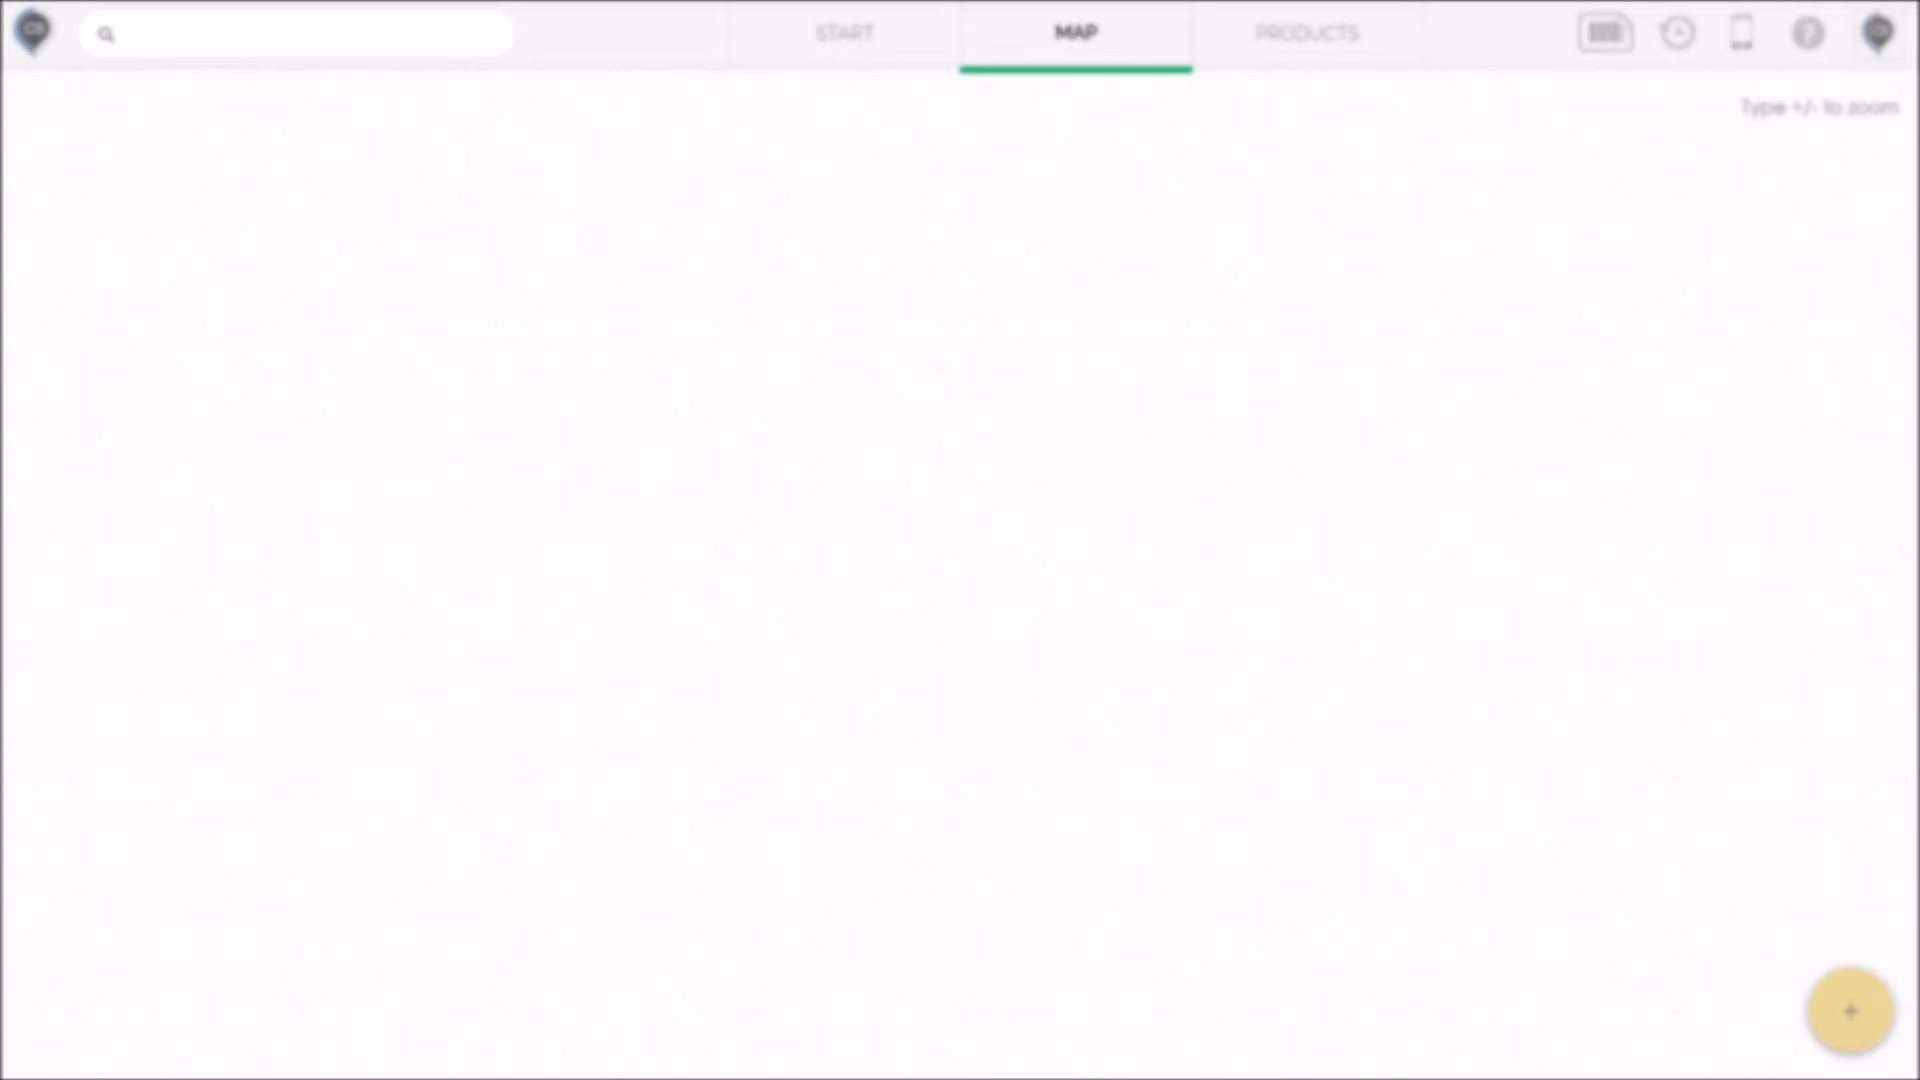 START
MAP
PRODUCTS
Type +/- to zoom
+